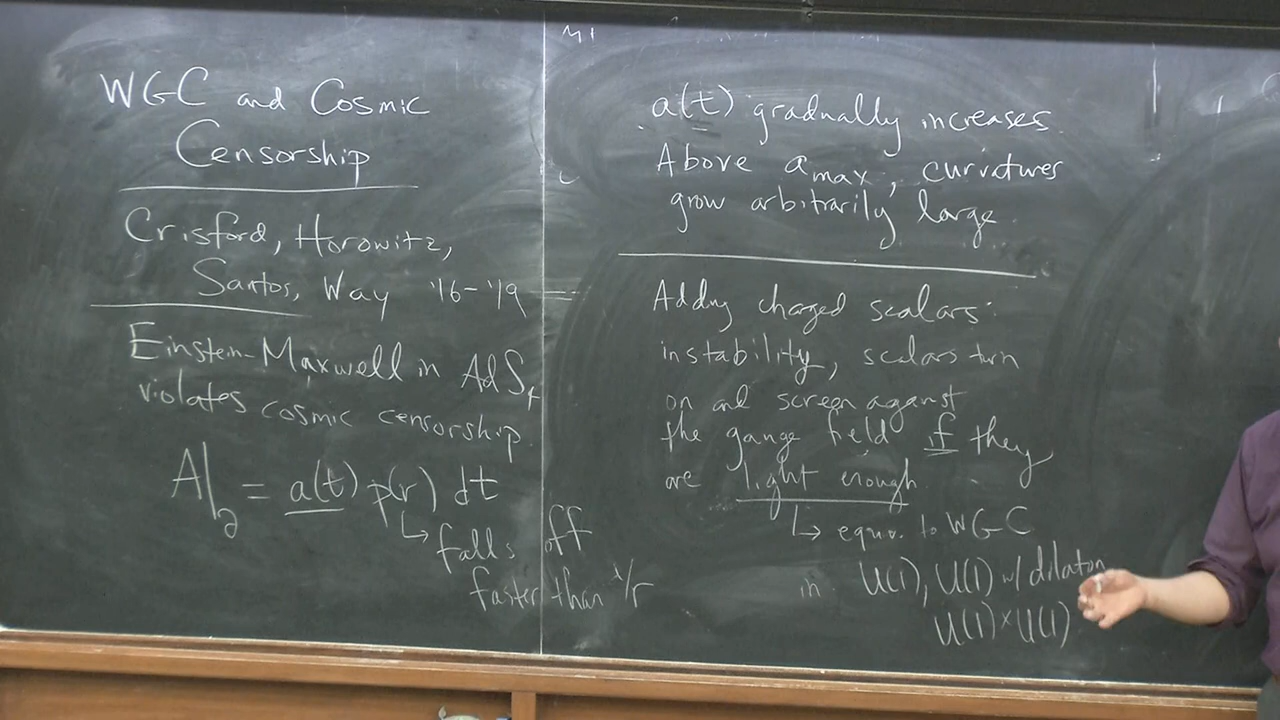 WGC and Cosmic
Censorship
Crisford, Horowitz,
Santos, Way '16-'19
Einstein-Maxwell in AdS₄
violates cosmic censorship.
A|∂ = a(t) p(r) dt
↳ falls off
faster than 1/r
a(t) gradually increases
Above a max, curvatures
grow arbitrarily large.
Adding charged scalars:
instability, scalars turn
on and screen against
the gauge field if they
are light enough.
↳ equiv. to WGC
in U(1), U(1) w/ dilaton
U(1)×U(1)